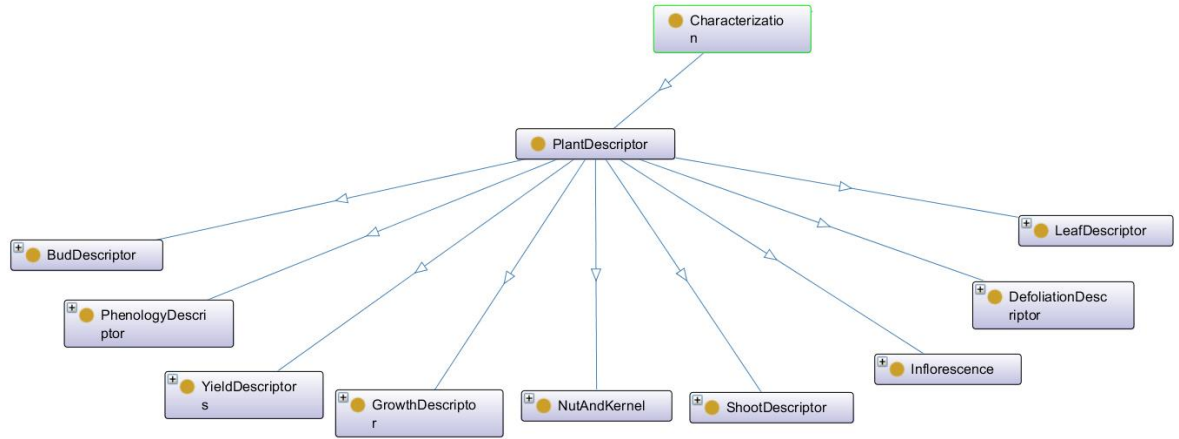 Characterizatio
n
PlantDescriptor
LeafDescriptor
BudDescriptor
DefoliationDesc
riptor
PhenologyDescri
ptor
Inflorescence
YieldDescriptor
s
GrowthDescripto
r
NutAndKernel
ShootDescriptor